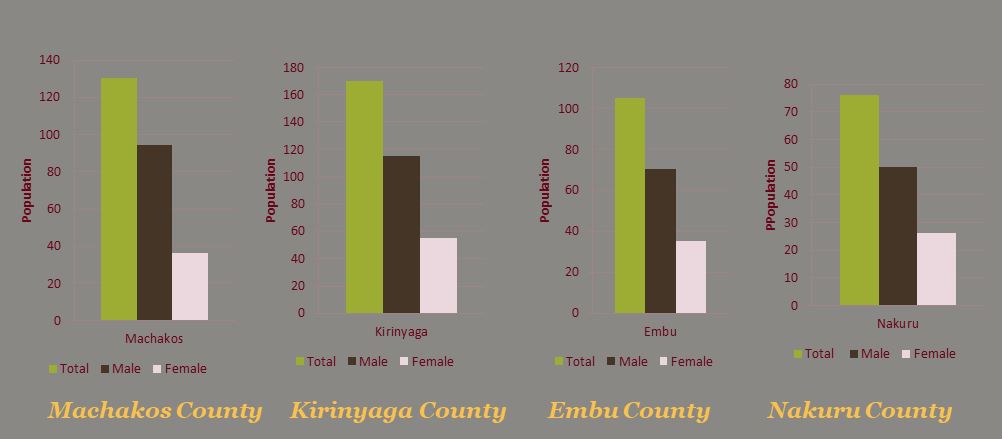 140
120
100
80
60
40
20
0
Population
Machakos
Total Male Female
Machakos County
180
160
140
120
100
80
60
40
20
0
Population
Kirinyaga
Total Male Female
Kirinyaga County
120
100
80
60
40
20
0
Population
Embu
Total Male Female
Embu County
80
70
60
50
40
30
20
10
0
PPopulation
Nakuru
Total Male Female
Nakuru County